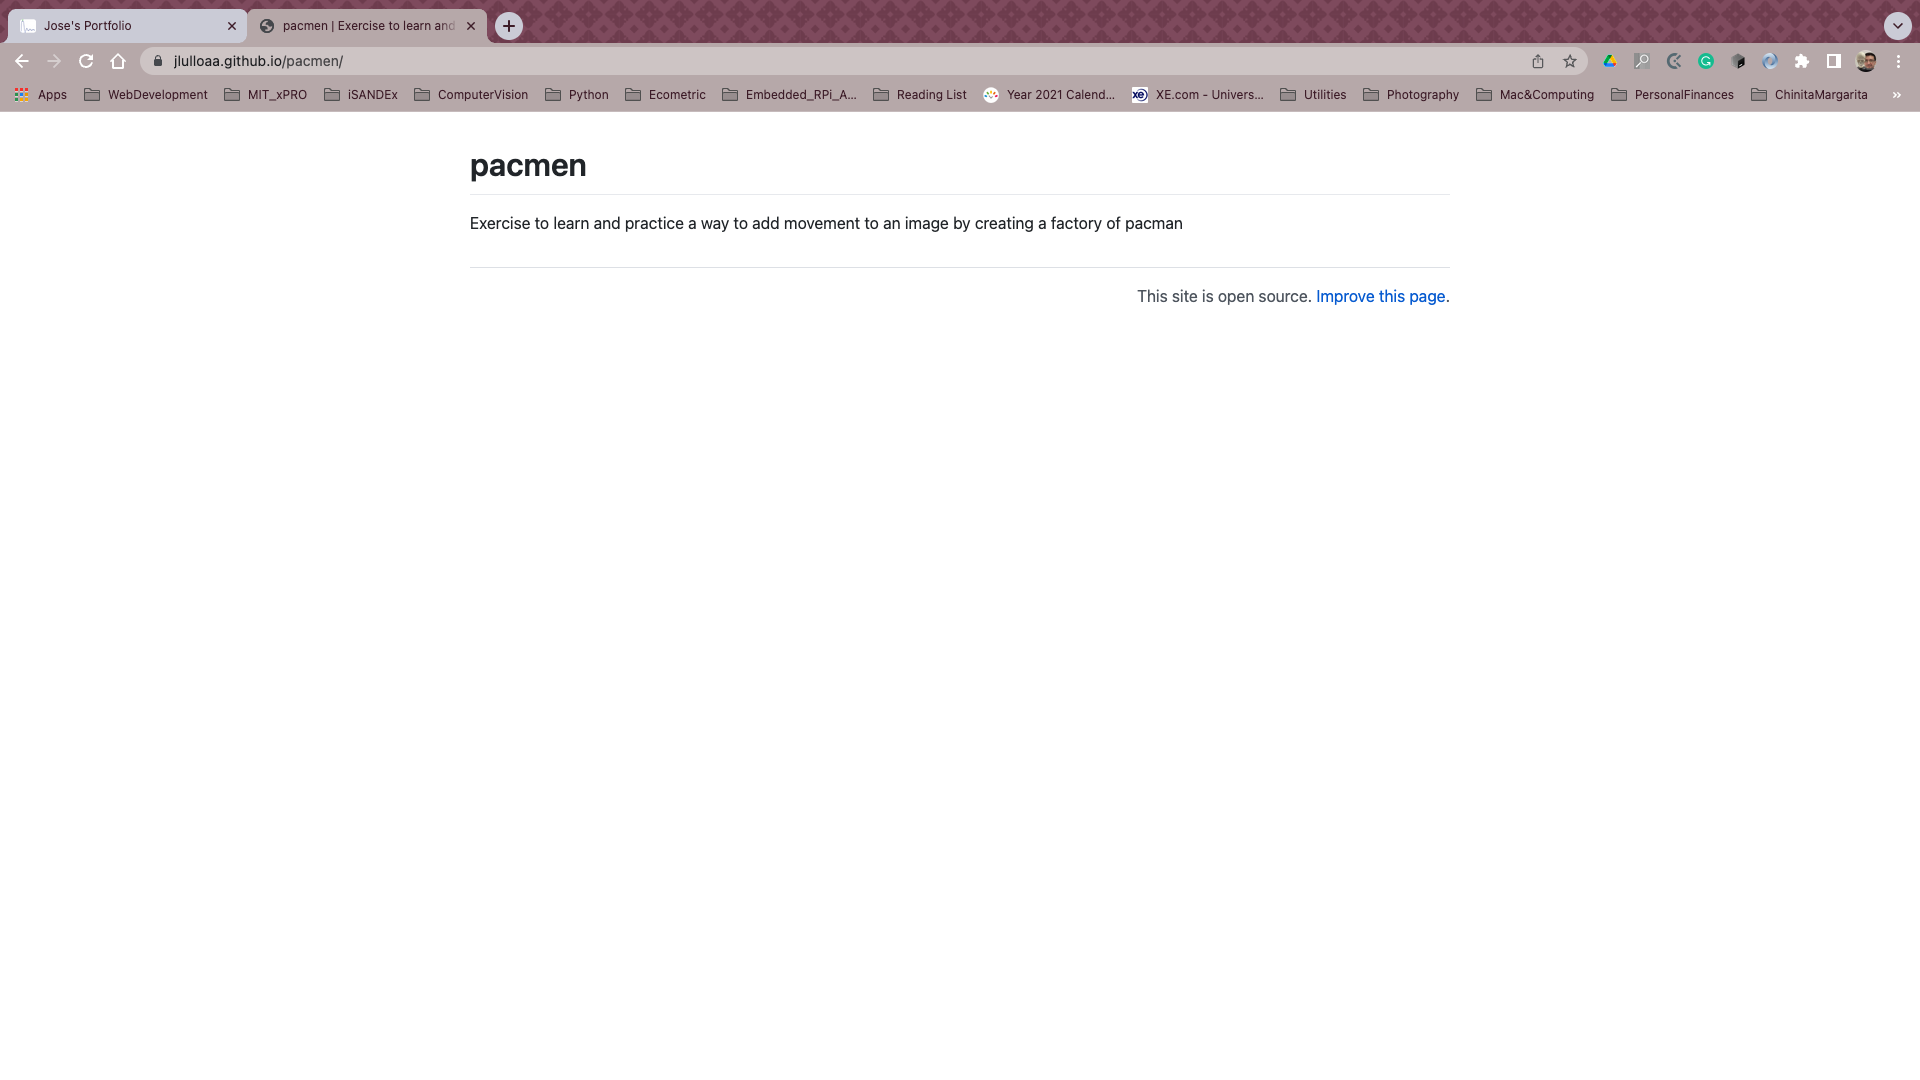 Jose's Portfolio
pacmen | Exercise to learn and
jlulloaa.github.io/pacmen/
Apps WebDevelopment MIT_xPRO iSANDEx ComputerVision Python Ecometric Embedded_RPi_A... Reading List Year 2021 Calend... XE.com - Univers... Utilities Photography Mac&Computing PersonalFinances ChinitaMargarita »
pacmen
Exercise to learn and practice a way to add movement to an image by creating a factory of pacman
This site is open source. Improve this page.